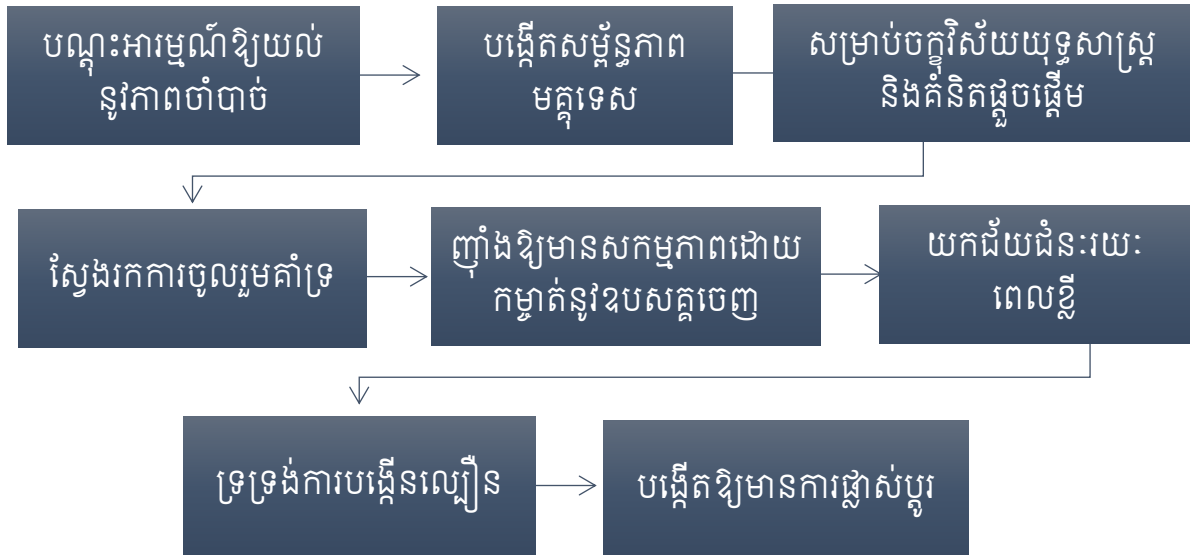 បណ្តុះអារម្មណ៍ឱ្យយល់
នូវភាពចាំបាច់
បង្កើតសម្ព័ន្ធភាព
មគ្គុទេស
សម្រាប់ចក្ខុវិស័យយុទ្ធសាស្ត្រ
និងគំនិតផ្តួចផ្តើម
ស្វែងរកការចូលរួមគាំទ្រ
ញ៉ាំងឱ្យមានសកម្មភាពដោយ
កម្ចាត់នូវឧបសគ្គចេញ
យកជ័យជំនះរយៈ
ពេលខ្លី
ទ្រទ្រង់ការបង្កើនល្បឿន
បង្កើតឱ្យមានការផ្លាស់ប្តូរ